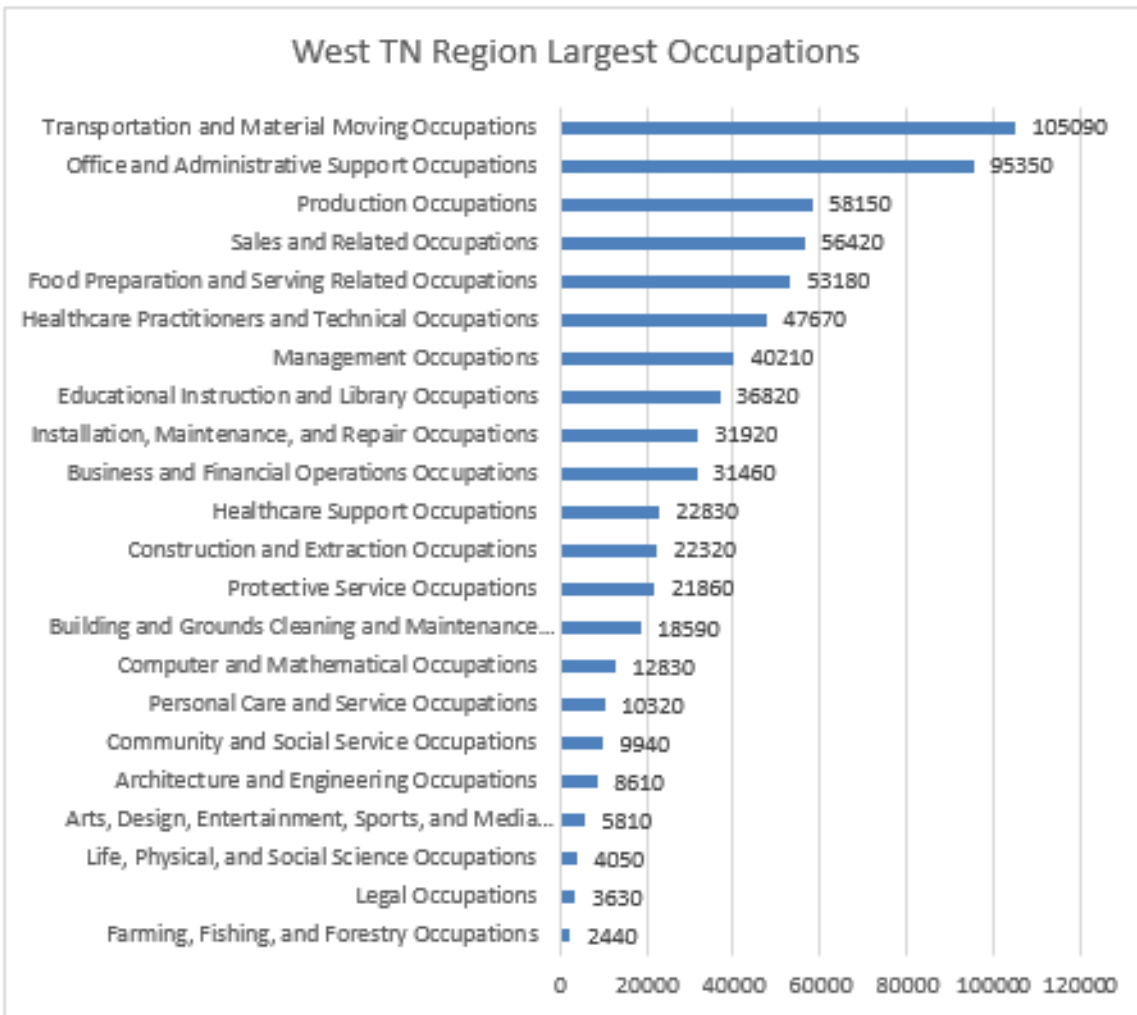 West TN Region Largest Occupations
Transportation and Material Moving Occupations 105090
Office and Administrative Support Occupations 95350
Production Occupations 58150
Sales and Related Occupations 56420
Food Preparation and Serving Related Occupations 53180
Healthcare Practitioners and Technical Occupations 47670
Management Occupations 40210
Educational Instruction and Library Occupations 36820
Installation, Maintenance, and Repair Occupations 31920
Business and Financial Operations Occupations 31460
Healthcare Support Occupations 22830
Construction and Extraction Occupations 22320
Protective Service Occupations 21860
Building and Grounds Cleaning and Maintenance... 18590
Computer and Mathematical Occupations 12830
Personal Care and Service Occupations 10320
Community and Social Service Occupations 9940
Architecture and Engineering Occupations 8610
Arts, Design, Entertainment, Sports, and Media... 5810
Life, Physical, and Social Science Occupations 4050
Legal Occupations 3630
Farming, Fishing, and Forestry Occupations 2440
0 20000 40000 60000 80000 100000 120000